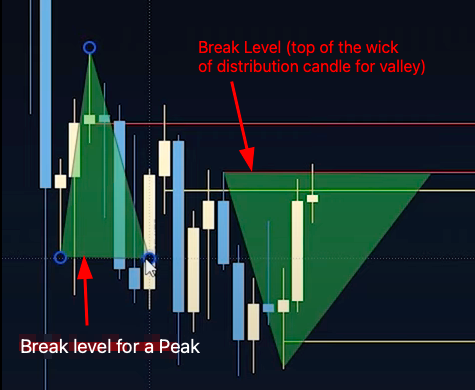 Break Level (top of the wick
of distribution candle for valley)
Break level for a Peak